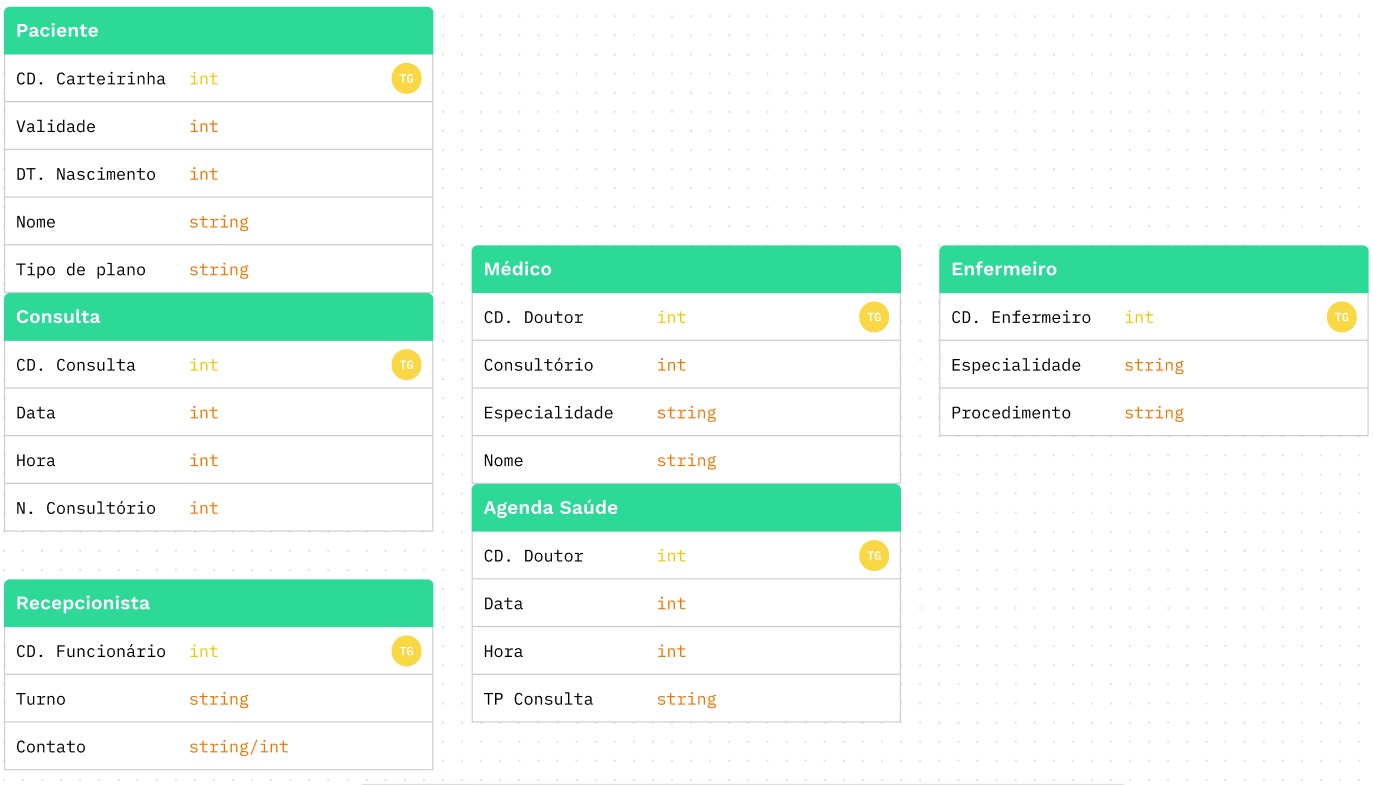 Paciente
CD. Carteirinha int TG
Validade int
DT. Nascimento int
Nome string
Tipo de plano string
Consulta
CD. Consulta int TG
Data int
Hora int
N. Consultório int
Recepcionista
CD. Funcionário int TG
Turno string
Contato string/int
Médico
CD. Doutor int TG
Consultório int
Especialidade string
Nome string
Agenda Saúde
CD. Doutor int TG
Data int
Hora int
TP Consulta string
Enfermeiro
CD. Enfermeiro int TG
Especialidade string
Procedimento string